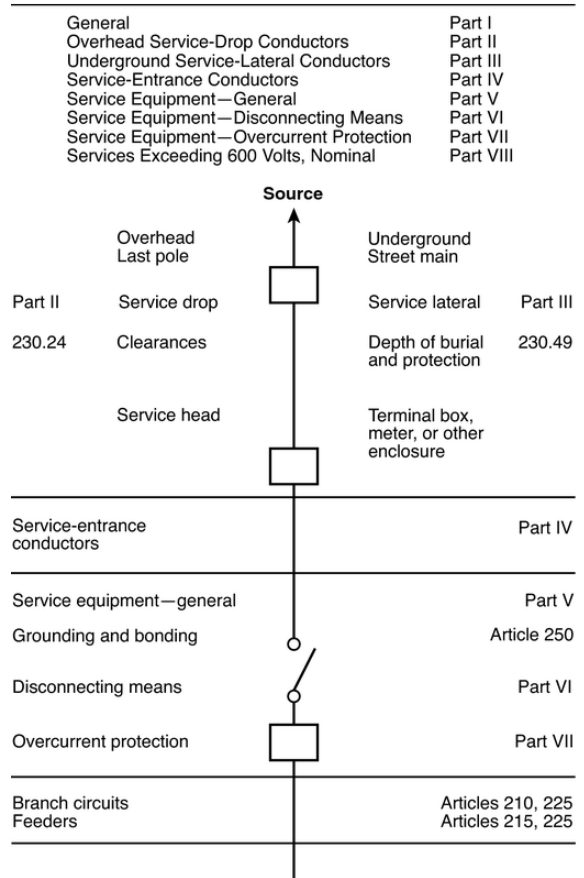 General Part I
Overhead Service-Drop Conductors Part II
Underground Service-Lateral Conductors Part III
Service-Entrance Conductors Part IV
Service Equipment—General Part V
Service Equipment—Disconnecting Means Part VI
Service Equipment—Overcurrent Protection Part VII
Services Exceeding 600 Volts, Nominal Part VIII
Source
Overhead
Last pole
Underground
Street main
Part II Service drop Service lateral Part III
230.24 Clearances Depth of burial
and protection 230.49
Service head Terminal box,
meter, or other
enclosure
Service-entrance
conductors Part IV
Service equipment—general Part V
Grounding and bonding Article 250
Disconnecting means Part VI
Overcurrent protection Part VII
Branch circuits Articles 210, 225
Feeders Articles 215, 225